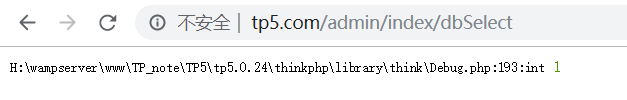 不安全 | tp5.com/admin/index/dbSelect
H:\wampserver\www\TP_note\TP5\tp5.0.24\thinkphp\library\think\Debug.php:193:int 1